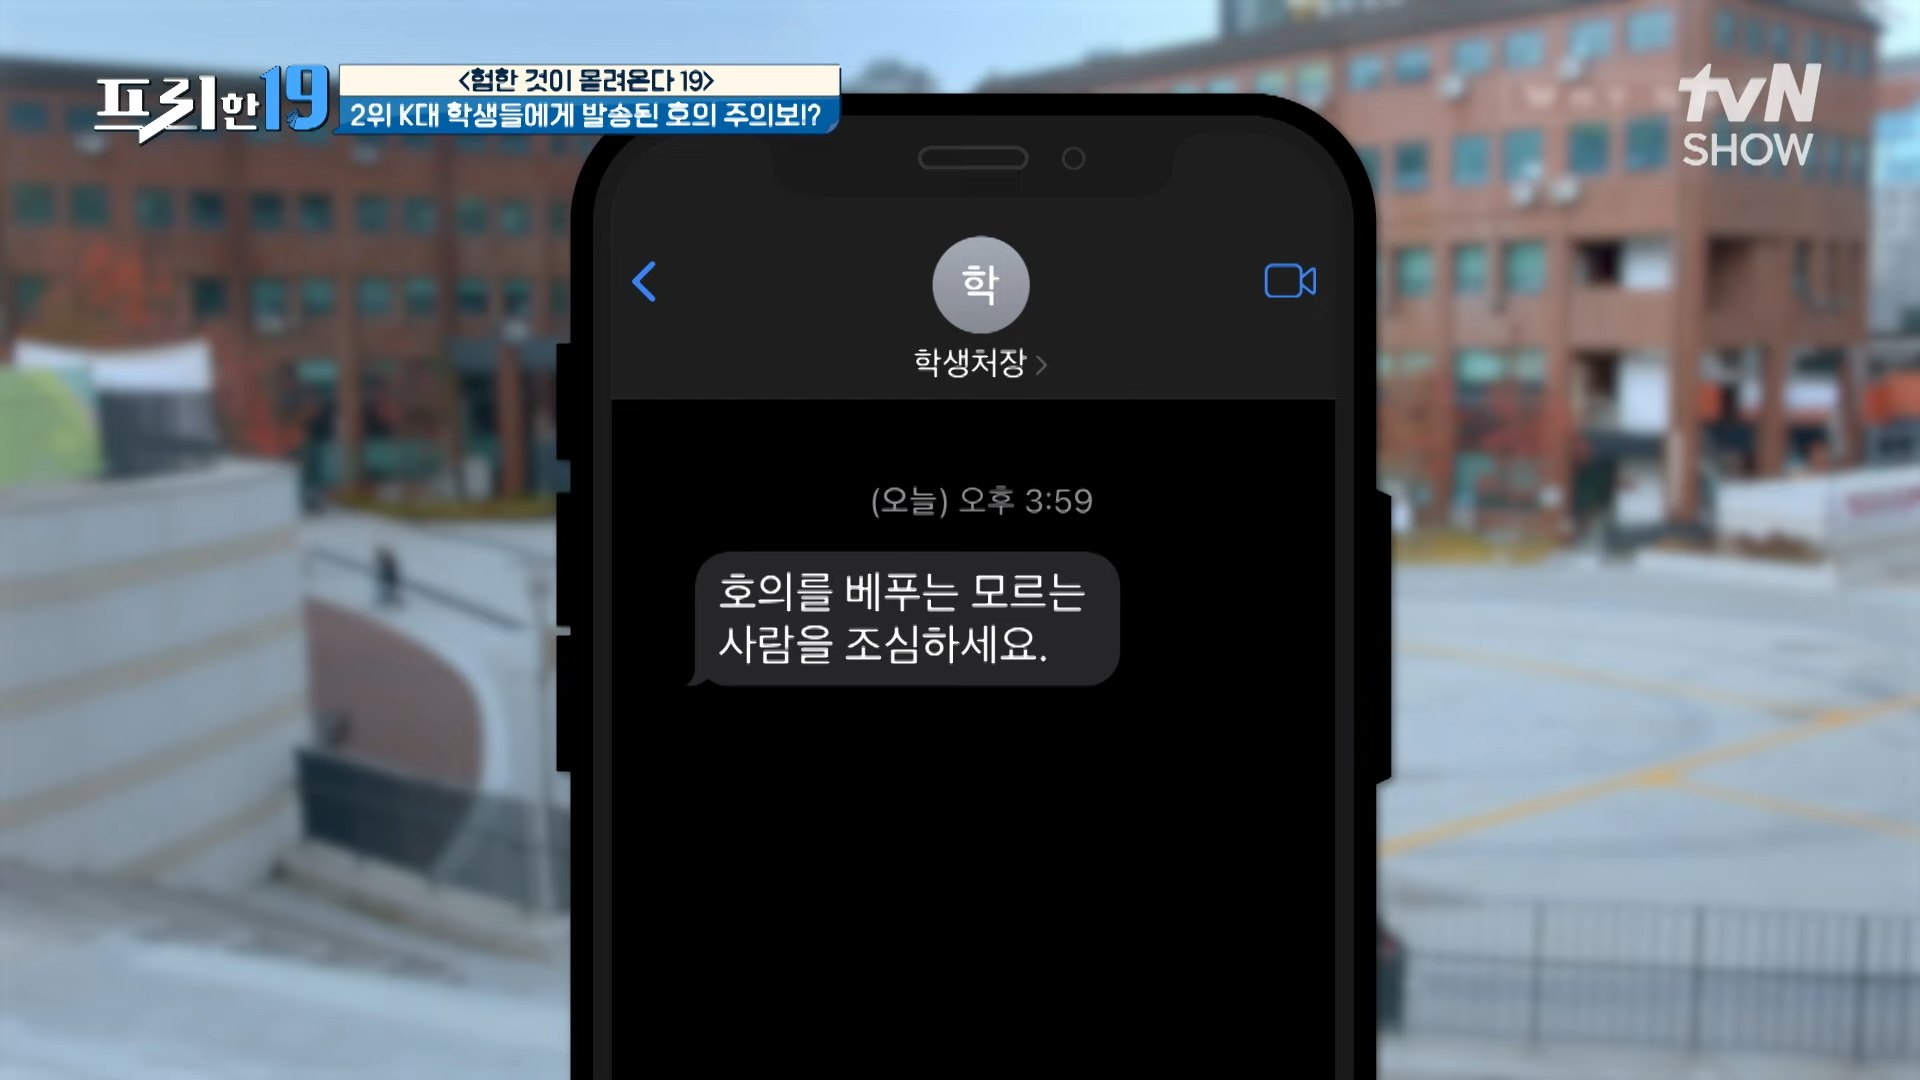 프리한19
<험한 것이 몰려온다 19>
2위 K대 학생들에게 발송된 호의 주의보!?
tvN
SHOW
학
학생처장
(오늘) 오후 3:59
호의를 베푸는 모르는
사람을 조심하세요.